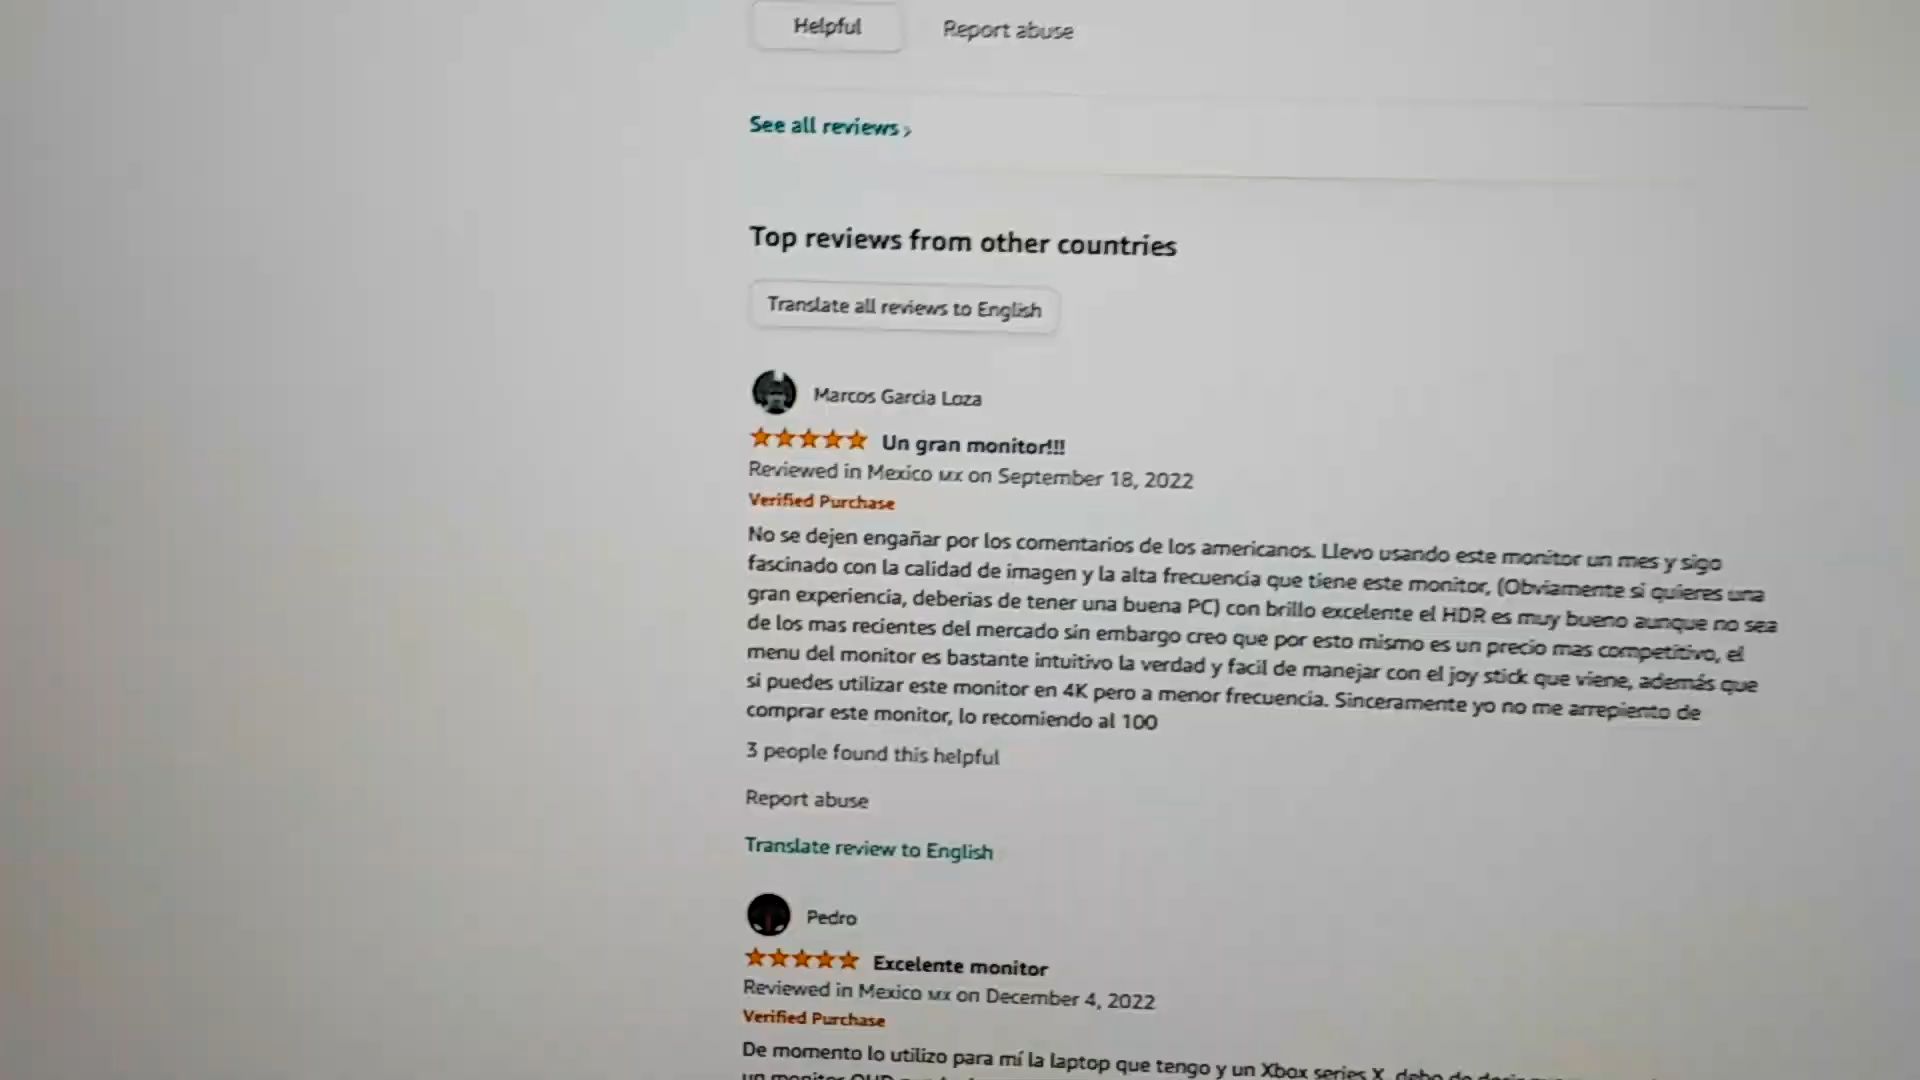 Helpful
Report abuse
See all reviews ›
Top reviews from other countries
Translate all reviews to English
Marcos Garcia Loza
Un gran monitor!!!
Reviewed in Mexico MX on September 18, 2022
Verified Purchase
No se dejen engañar por los comentarios de los americanos. Llevo usando este monitor un mes y sigo
fascinado con la calidad de imagen y la alta frecuencia que tiene este monitor, (Obviamente si quieres una
gran experiencia, deberias de tener una buena PC) con brillo excelente el HDR es muy bueno aunque no sea
de los mas recientes del mercado sin embargo creo que por esto mismo es un precio mas competitivo, el
menu del monitor es bastante intuitivo la verdad y facil de manejar con el joy stick que viene, además que
si puedes utilizar este monitor en 4K pero a menor frecuencia. Sinceramente yo no me arrepiento de
comprar este monitor, lo recomiendo al 100
3 people found this helpful
Report abuse
Translate review to English
Pedro
Excelente monitor
Reviewed in Mexico MX on December 4, 2022
Verified Purchase
De momento lo utilizo para mí la laptop que tengo y un Xbox series X, debo de
un monitor QHD